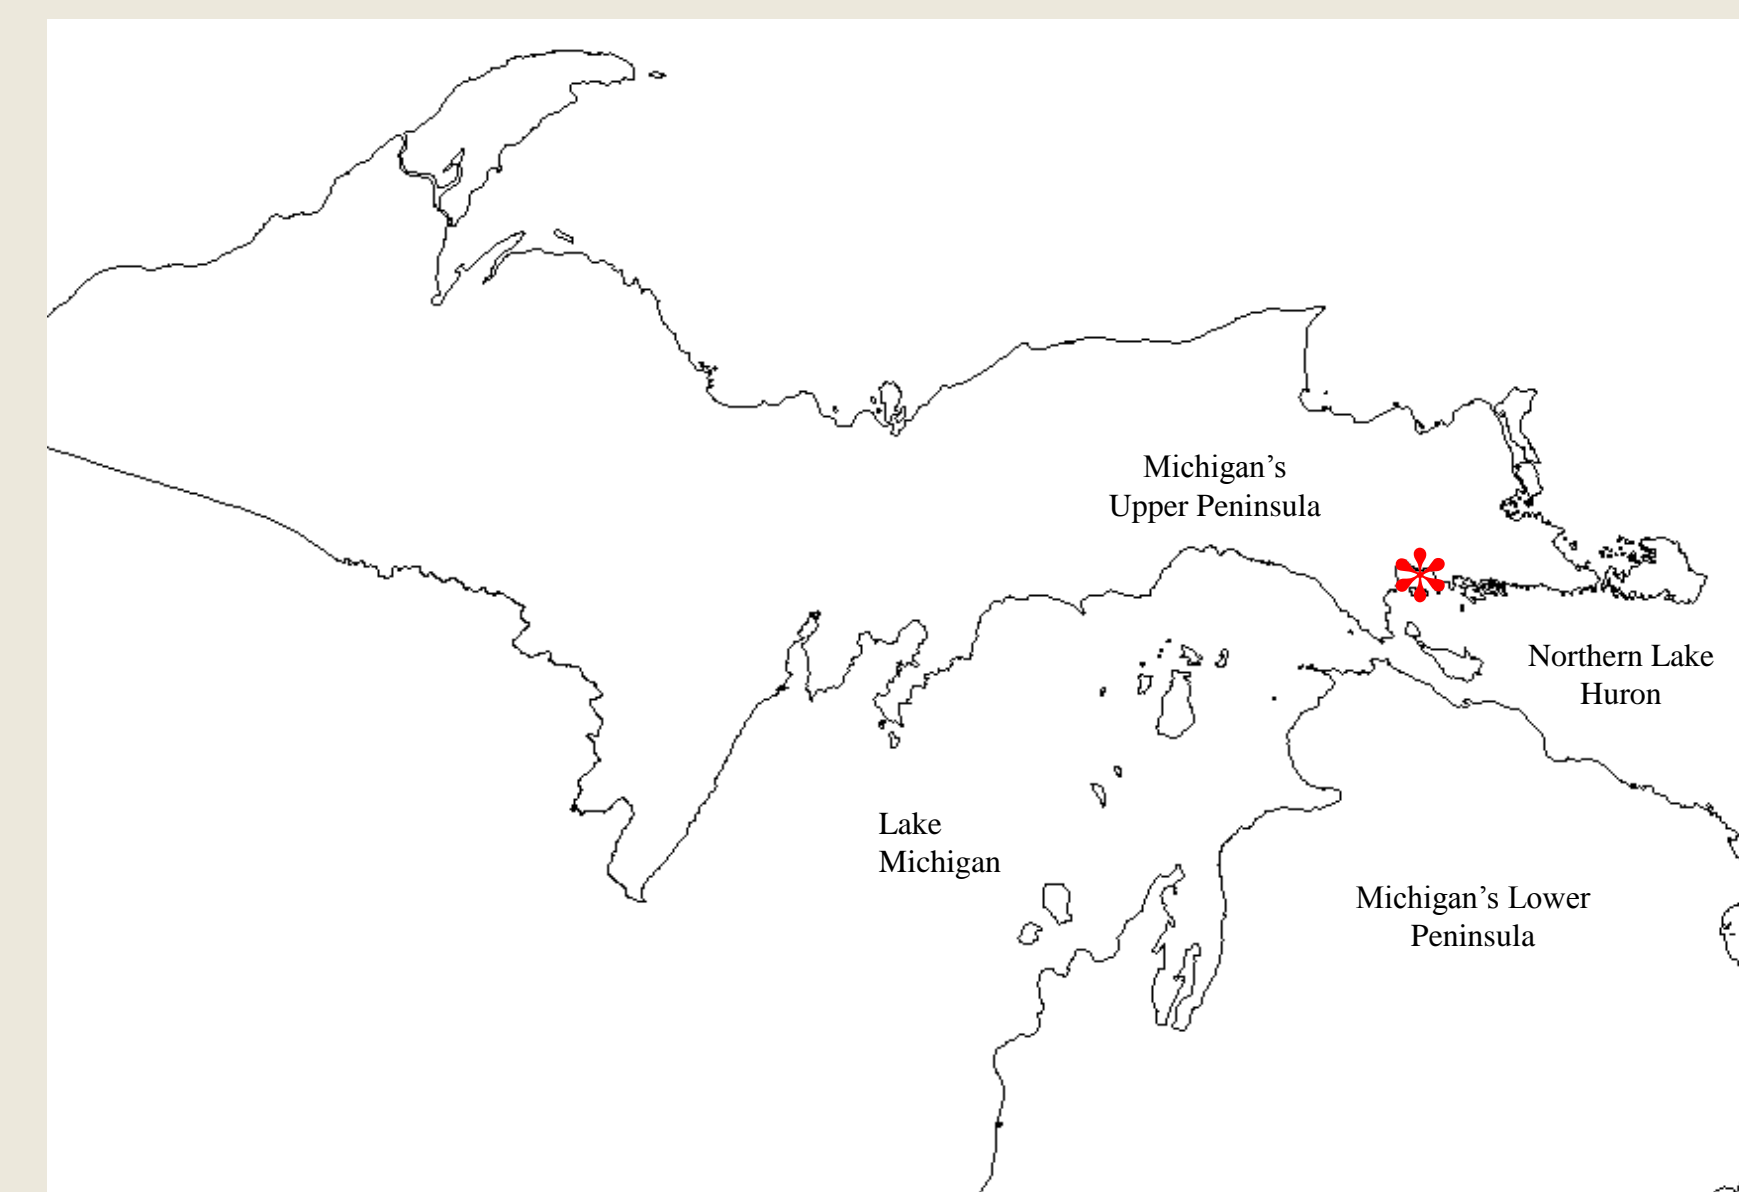 Michigan’s
Upper Peninsula
Northern Lake
Huron
Lake
Michigan
Michigan’s Lower
Peninsula